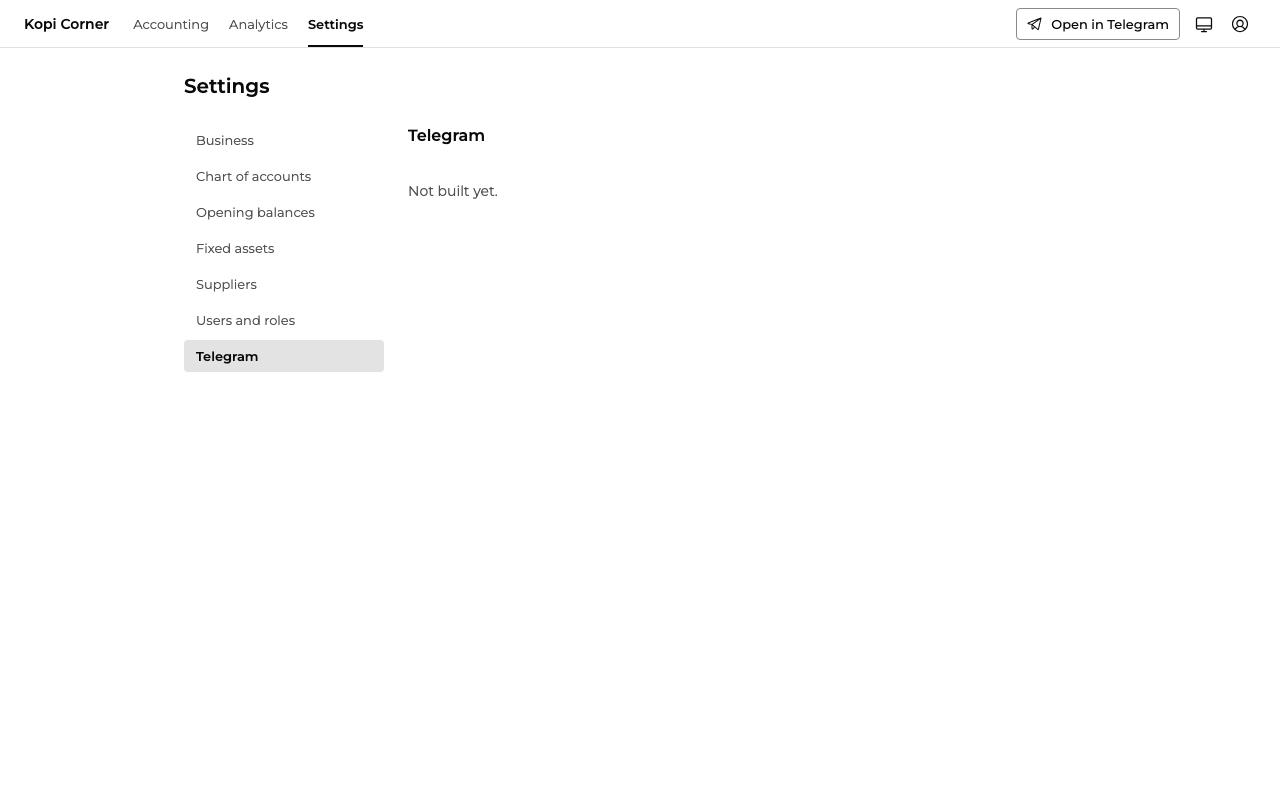 Kopi Corner Accounting Analytics Settings Open in Telegram
Settings
Business
Chart of accounts
Opening balances
Fixed assets
Suppliers
Users and roles
Telegram
Telegram
Not built yet.